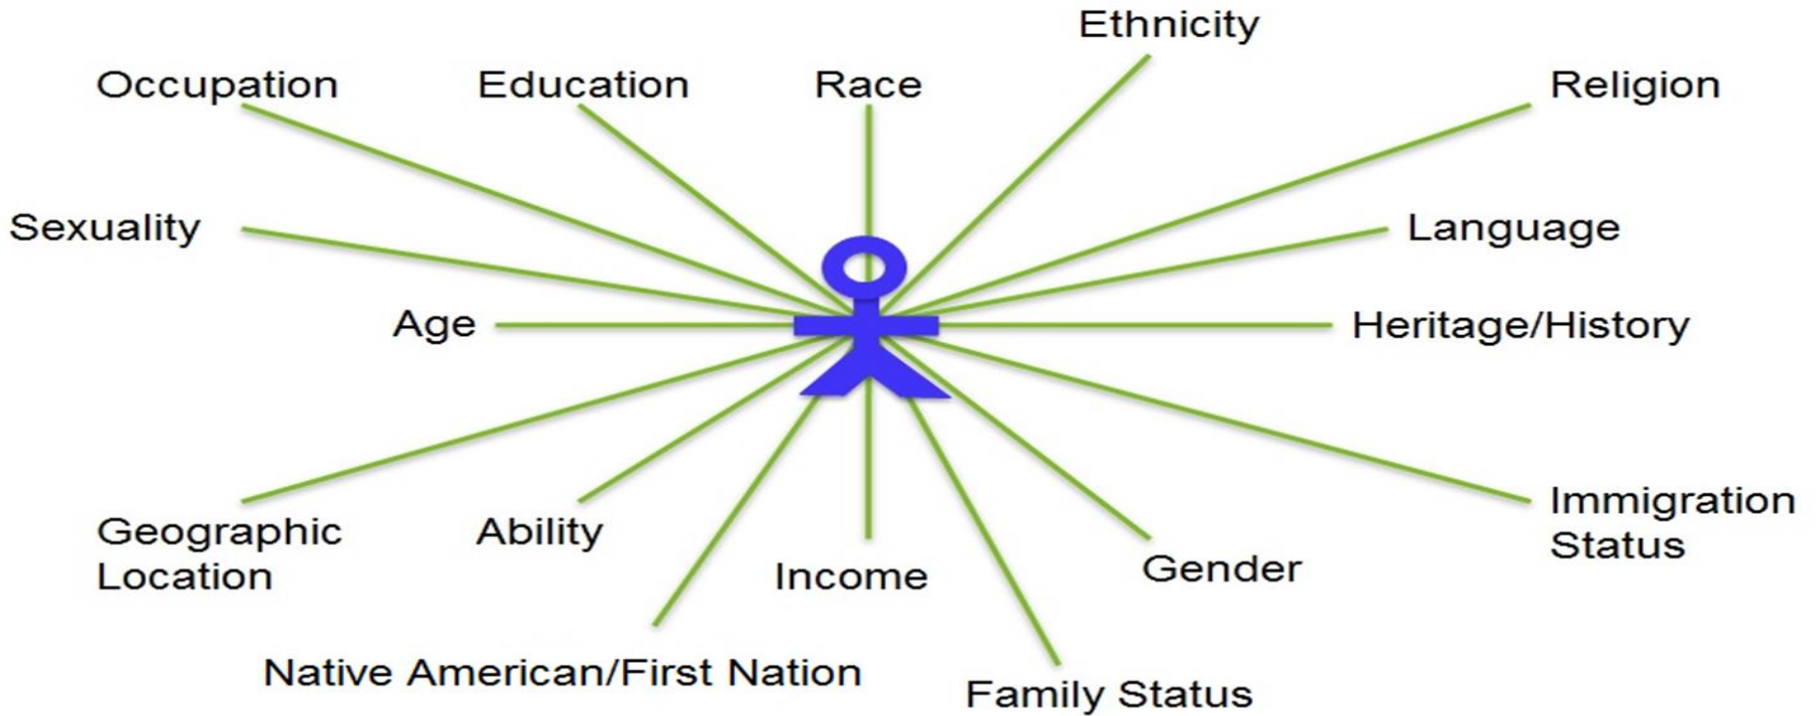 Ethnicity
Occupation
Education
Race
Religion
Sexuality
Language
Age
Heritage/History
Geographic
Location
Ability
Income
Gender
Immigration
Status
Native American/First Nation
Family Status